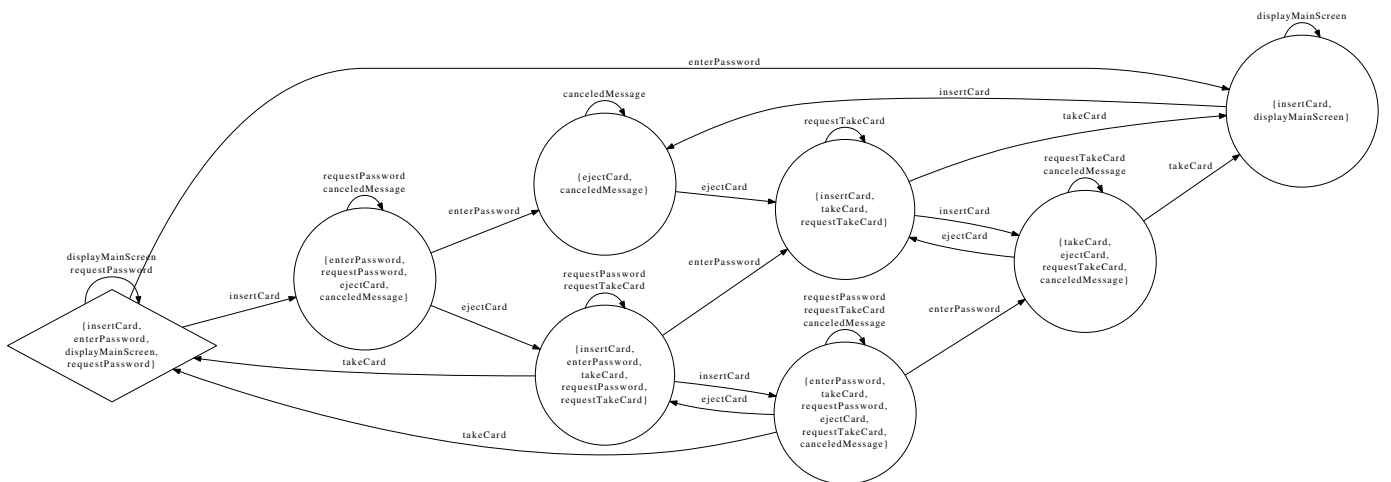 displayMainScreen
enterPassword
canceledMessage
insertCard
{insertCard,
displayMainScreen}
requestTakeCard
takeCard
requestTakeCard
canceledMessage
takeCard
requestPassword
canceledMessage
{ejectCard,
canceledMessage}
ejectCard
{insertCard,
takeCard,
requestTakeCard}
insertCard
ejectCard
{takeCard,
ejectCard,
requestTakeCard,
canceledMessage}
enterPassword
displayMainScreen
requestPassword
{enterPassword,
requestPassword,
ejectCard,
canceledMessage}
insertCard
ejectCard
requestPassword
requestTakeCard
enterPassword
requestPassword
requestTakeCard
canceledMessage
enterPassword
{insertCard,
enterPassword,
displayMainScreen,
requestPassword}
takeCard
{insertCard,
enterPassword,
takeCard,
requestPassword,
requestTakeCard}
insertCard
ejectCard
{enterPassword,
takeCard,
requestPassword,
ejectCard,
requestTakeCard,
canceledMessage}
takeCard